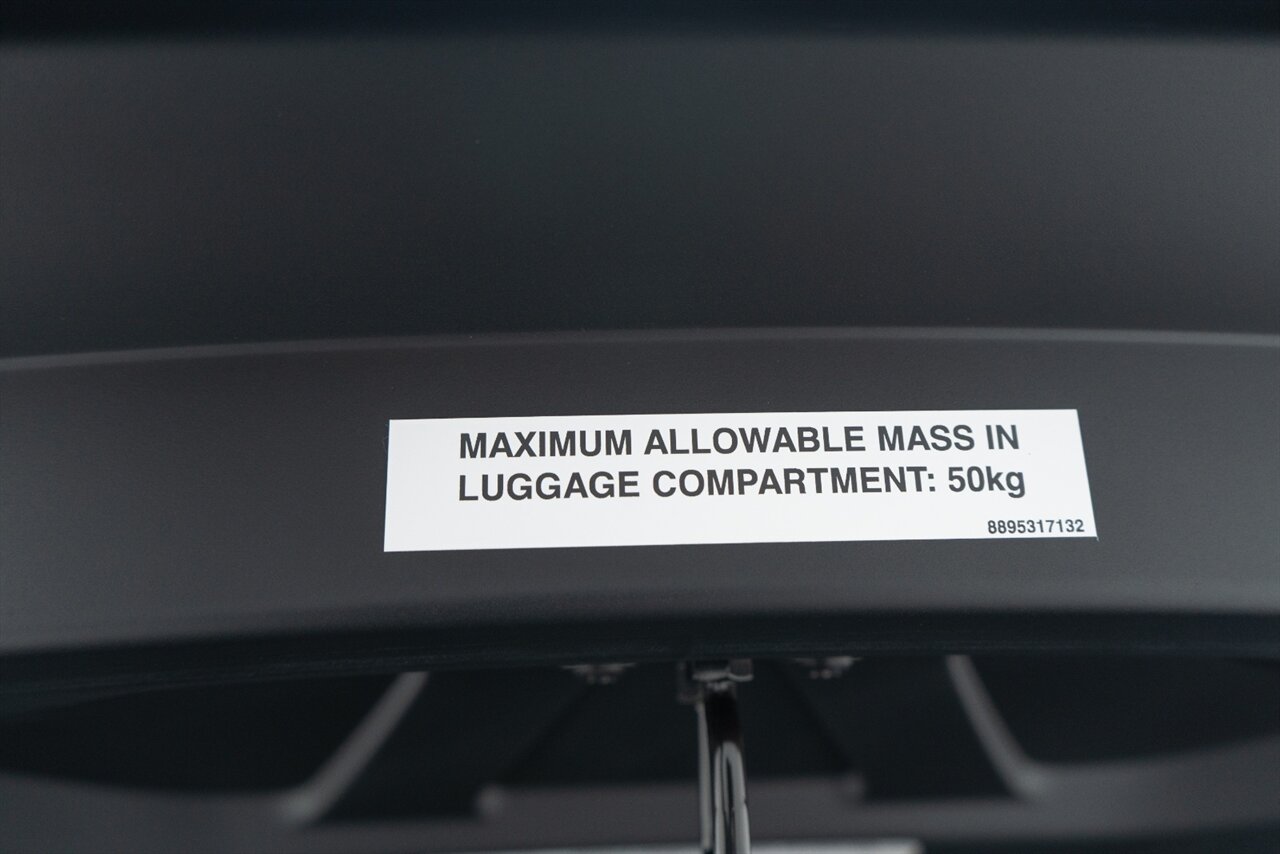 MAXIMUM ALLOWABLE MASS IN
LUGGAGE COMPARTMENT: 50kg
8895317132